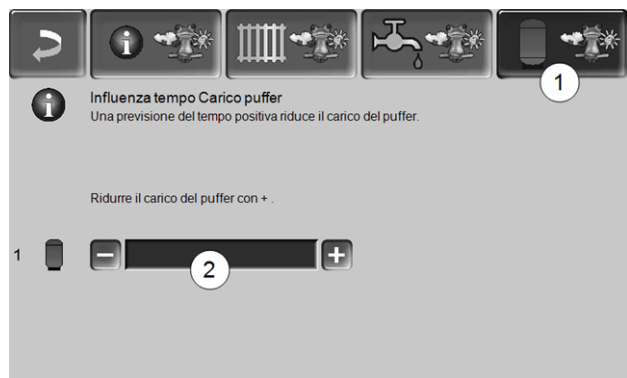 1
Influenza tempo Carico puffer
Una previsione del tempo positiva riduce il carico del puffer.
Ridurre il carico del puffer con + .
1
2